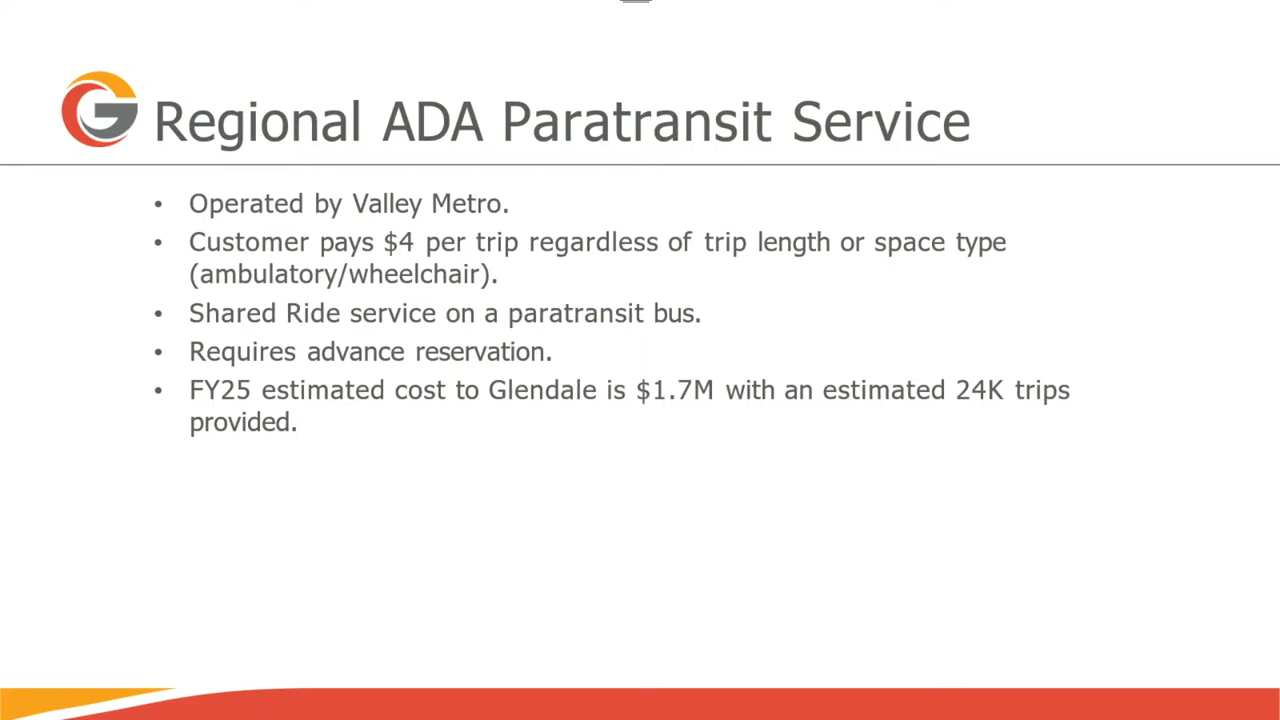 Regional ADA Paratransit Service
• Operated by Valley Metro.
• Customer pays $4 per trip regardless of trip length or space type
(ambulatory/wheelchair).
• Shared Ride service on a paratransit bus.
• Requires advance reservation.
• FY25 estimated cost to Glendale is $1.7M with an estimated 24K trips
provided.